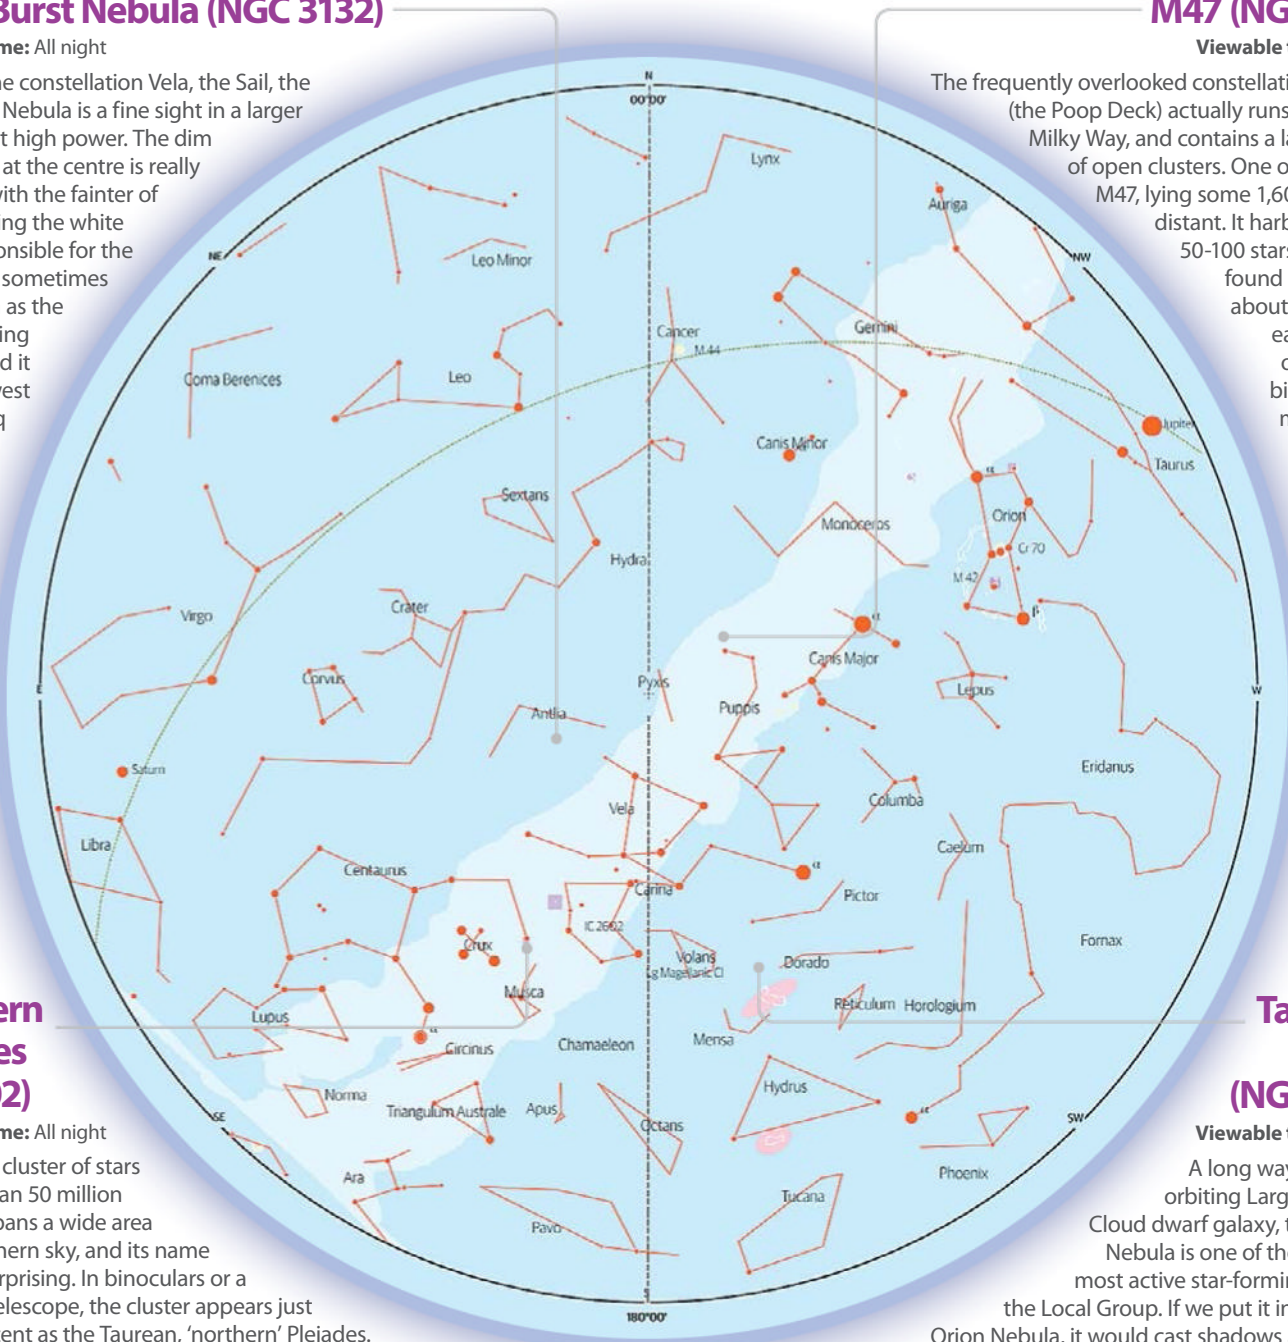 Burst Nebula (NGC 3132)
me: All night
ne constellation Vela, the Sail, the
Nebula is a fine sight in a larger
t high power. The dim
at the centre is really
with the fainter of
ing the white
onsible for the
sometimes
as the
ing
d it
vest
M47 (NG
Viewable
The frequently overlooked constellati
(the Poop Deck) actually runs
Milky Way, and contains a la
of open clusters. One o
M47, lying some 1,60
distant. It harb
50-100 stars
found
about
ea
bi
N
00°00'
NE
NW
E
W
SE
SW
S
180°00'
Lynx
Auriga
Leo Minor
Cancer
M 44
Gemini
Coma Berenices
Leo
Jupiter
Canis Minor
Taurus
α
Sextans
Orion
Monoceros
Hydra
Cr 70
M 42
Crater
Virgo
β
α
Canis Major
Corvus
Pyxis
Lepus
Puppis
Antlia
Saturn
Eridanus
Vela
Columba
Libra
Caelum
Centaurus
α
Carina
Pictor
IC 2602
Crux
Fornax
Volans
Lg Magellanic Cl
Dorado
Musca
Reticulum
Horologium
Lupus
α
Mensa
Circinus
Chamaeleon
Hydrus
Norma
Triangulum Australe
Apus
α
Octans
Phoenix
Ara
Tucana
Pavo
ern
es
02)
me: All night
cluster of stars
an 50 million
pans a wide area
hern sky, and its name
rprising. In binoculars or a
elescope, the cluster appears just
tent as the Taurean, ‘northern’ Pleiades.
Ta
(NG
Viewable
A long way
orbiting Larg
Cloud dwarf galaxy,
Nebula is one of th
most active star-formi
the Local Group. If we put it in
Orion Nebula, it would cast shadows